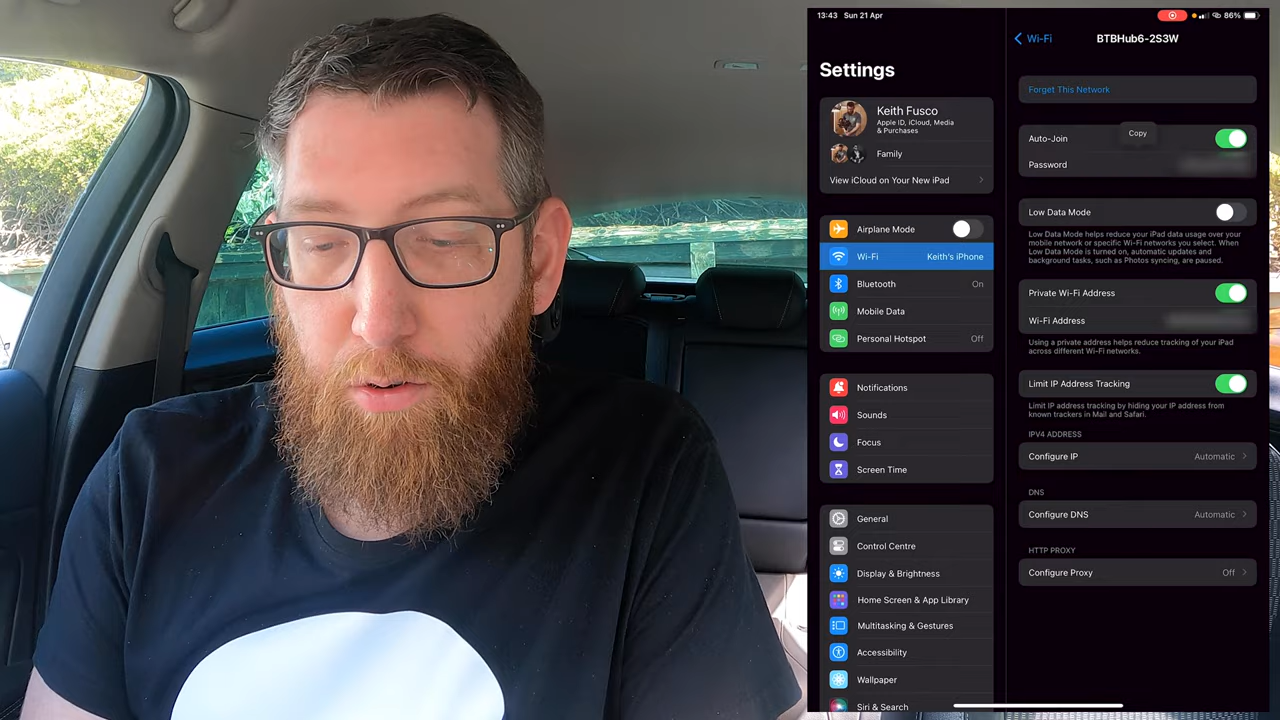 13:43 Sun 21 Apr
86%
Settings
Keith Fusco
Apple ID, iCloud, Media
& Purchases
Family
View iCloud on Your New iPad
Airplane Mode
Wi-Fi Keith's iPhone
Bluetooth On
Mobile Data
Personal Hotspot Off
Notifications
Sounds
Focus
Screen Time
General
Control Centre
Display & Brightness
Home Screen & App Library
Multitasking & Gestures
Accessibility
Wallpaper
Siri & Search
Wi-Fi BTBHub6-2S3W
Forget This Network
Copy
Auto-Join
Password
Low Data Mode
Low Data Mode helps reduce your iPad data usage over your
mobile network or specific Wi-Fi networks you select. When
Low Data Mode is turned on, automatic updates and
background tasks, such as Photos syncing, are paused.
Private Wi-Fi Address
Wi-Fi Address
Using a private address helps reduce tracking of your iPad
across different Wi-Fi networks.
Limit IP Address Tracking
Limit IP address tracking by hiding your IP address from
known trackers in Mail and Safari.
IPV4 ADDRESS
Configure IP Automatic
DNS
Configure DNS Automatic
HTTP PROXY
Configure Proxy Off